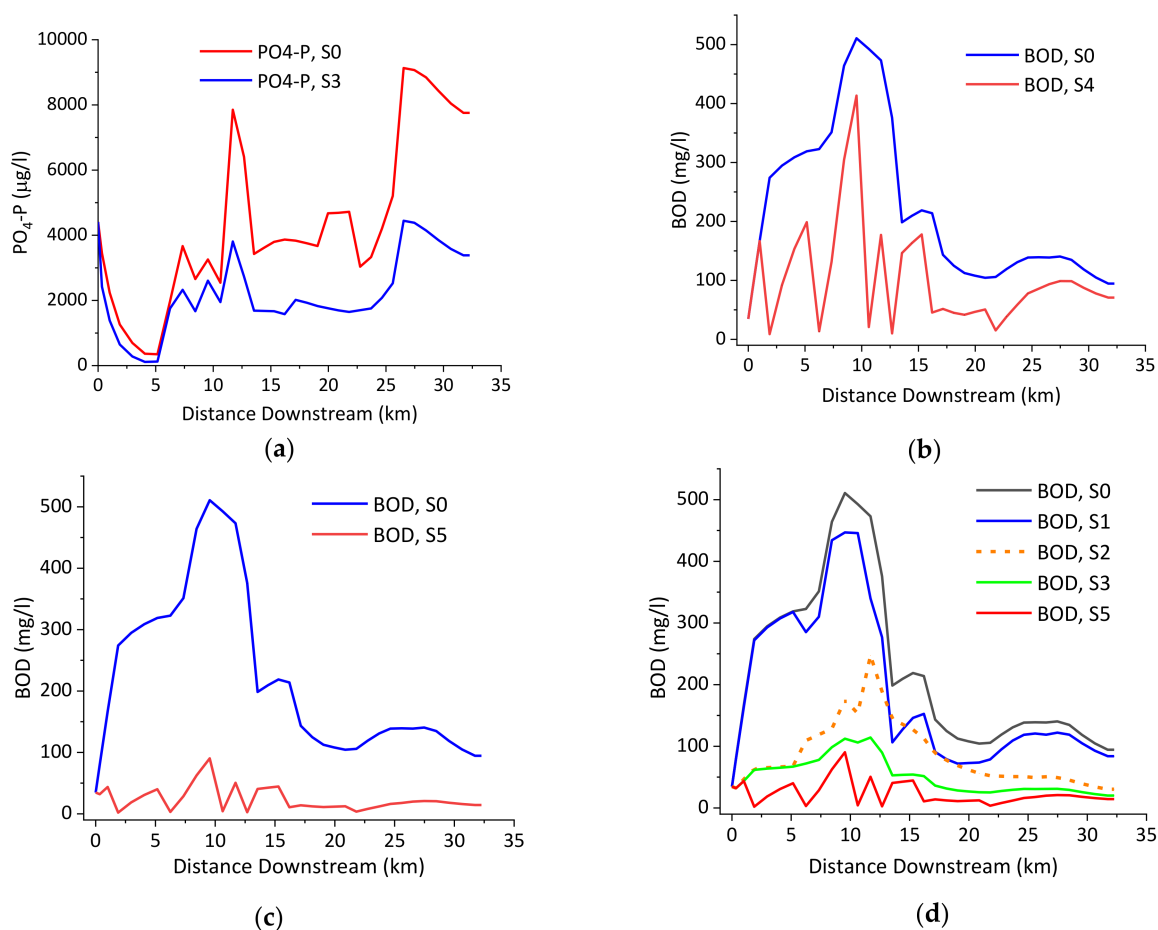 10000
8000
6000
4000
2000
0
PO₄-P (µg/l)
PO4-P, S0
PO4-P, S3
0 5 10 15 20 25 30 35
Distance Downstream (km)
(a)
500
400
300
200
100
0
BOD (mg/l)
BOD, S0
BOD, S4
0 5 10 15 20 25 30 35
Distance Downstream (km)
(b)
500
400
300
200
100
0
BOD (mg/l)
BOD, S0
BOD, S5
0 5 10 15 20 25 30 35
Distance Downstream (km)
(c)
500
400
300
200
100
0
BOD (mg/l)
BOD, S0
BOD, S1
BOD, S2
BOD, S3
BOD, S5
0 5 10 15 20 25 30 35
Distance Downstream (km)
(d)